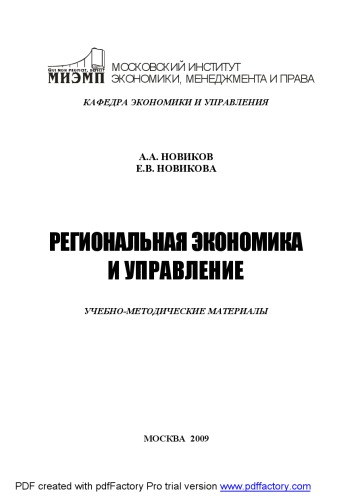 МИЭМП
МОСКОВСКИЙ ИНСТИТУТ
ЭКОНОМИКИ, МЕНЕДЖМЕНТА И ПРАВА
КАФЕДРА ЭКОНОМИКИ И УПРАВЛЕНИЯ
А.А. НОВИКОВ
Е.В. НОВИКОВА
РЕГИОНАЛЬНАЯ ЭКОНОМИКА
И УПРАВЛЕНИЕ
УЧЕБНО-МЕТОДИЧЕСКИЕ МАТЕРИАЛЫ
МОСКВА 2009
PDF created with pdfFactory Pro trial version www.pdffactory.com